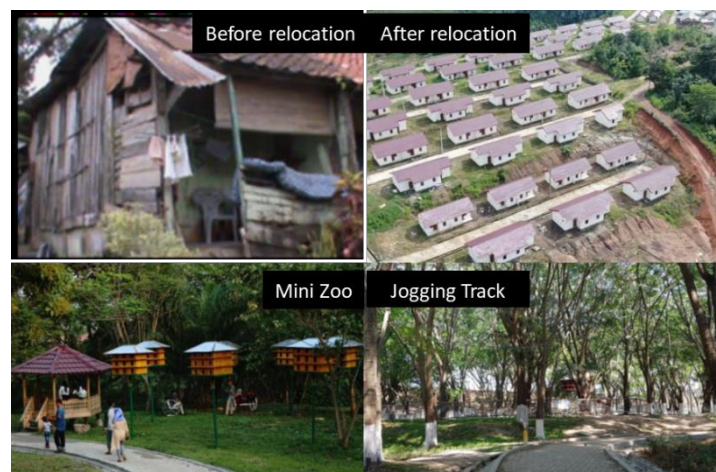 Before relocation
After relocation
Mini Zoo
Jogging Track